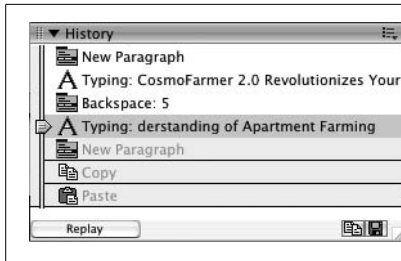 History
New Paragraph
Typing: CosmoFarmer 2.0 Revolutionizes Your
Backspace: 5
Typing: derstanding of Apartment Farming
New Paragraph
Copy
Paste
Replay